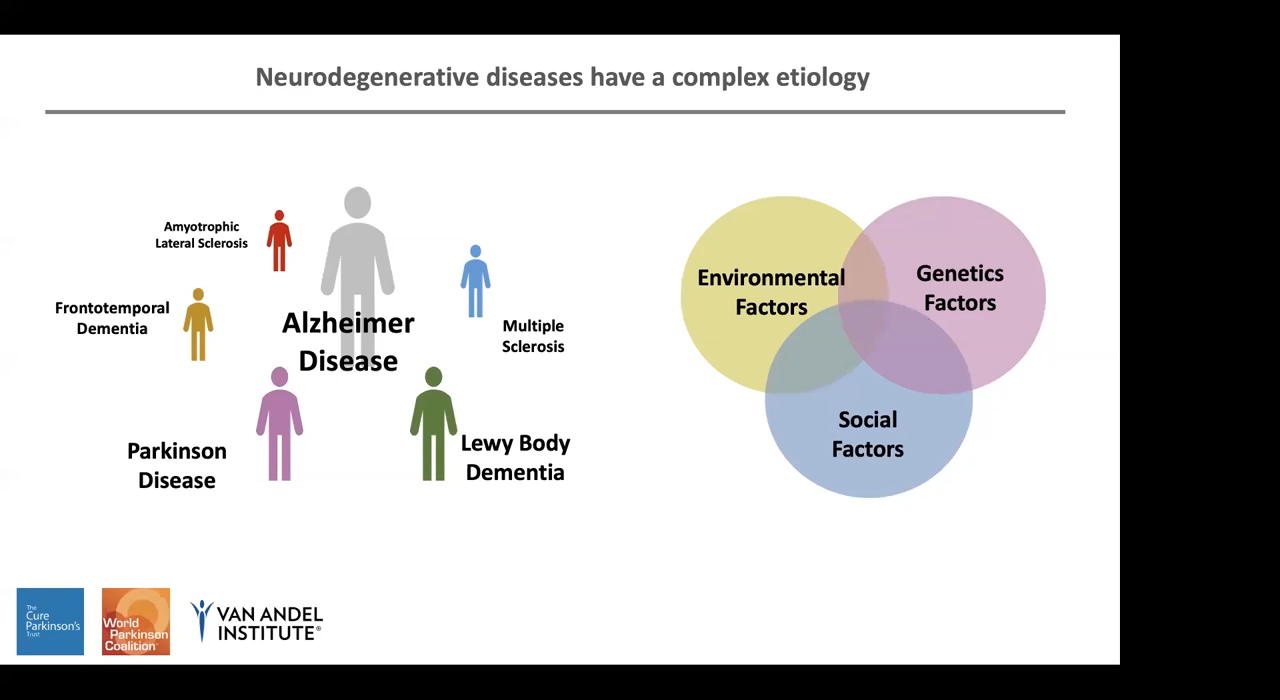 Neurodegenerative diseases have a complex etiology
Amyotrophic
Lateral Sclerosis
Frontotemporal
Dementia
Alzheimer
Disease
Multiple
Sclerosis
Parkinson
Disease
Lewy Body
Dementia
Environmental
Factors
Genetics
Factors
Social
Factors
The
Cure
Parkinson's
Trust
World
Parkinson
Coalition
VAN ANDEL
INSTITUTE®